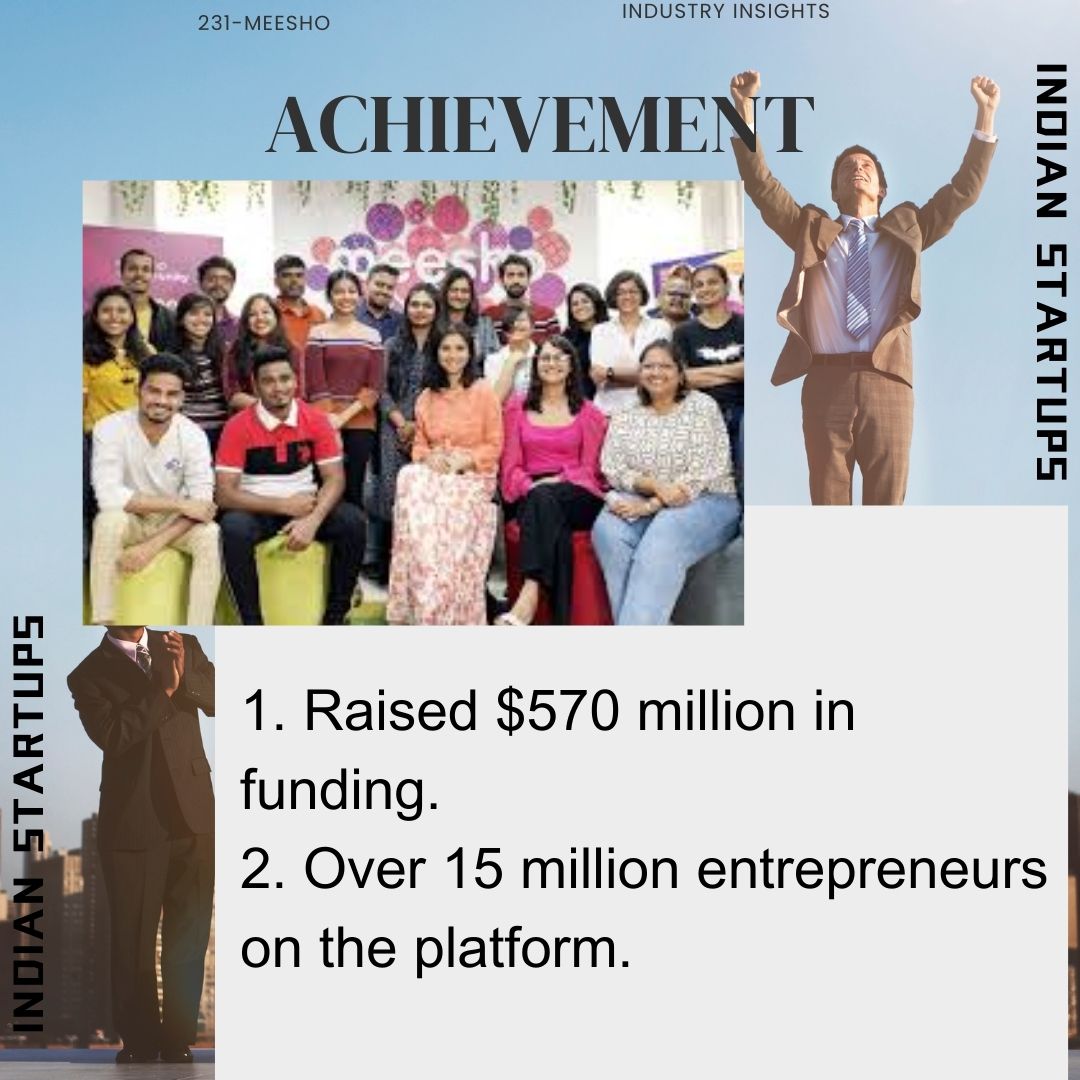 231-MEESHO
INDUSTRY INSIGHTS
ACHIEVEMENT
INDIAN STARTUPS
meesho
INDIAN STARTUPS
1. Raised $570 million in
funding.
2. Over 15 million entrepreneurs
on the platform.